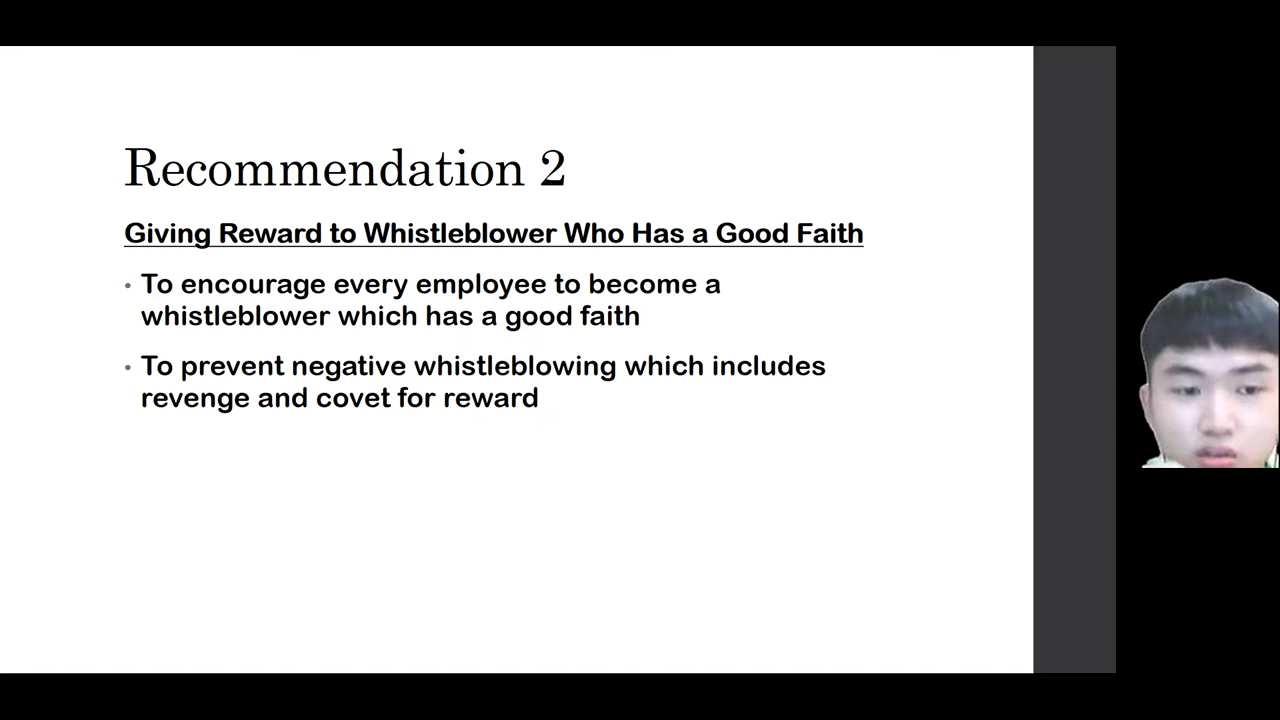 Recommendation 2
Giving Reward to Whistleblower Who Has a Good Faith
• To encourage every employee to become a
whistleblower which has a good faith
• To prevent negative whistleblowing which includes
revenge and covet for reward